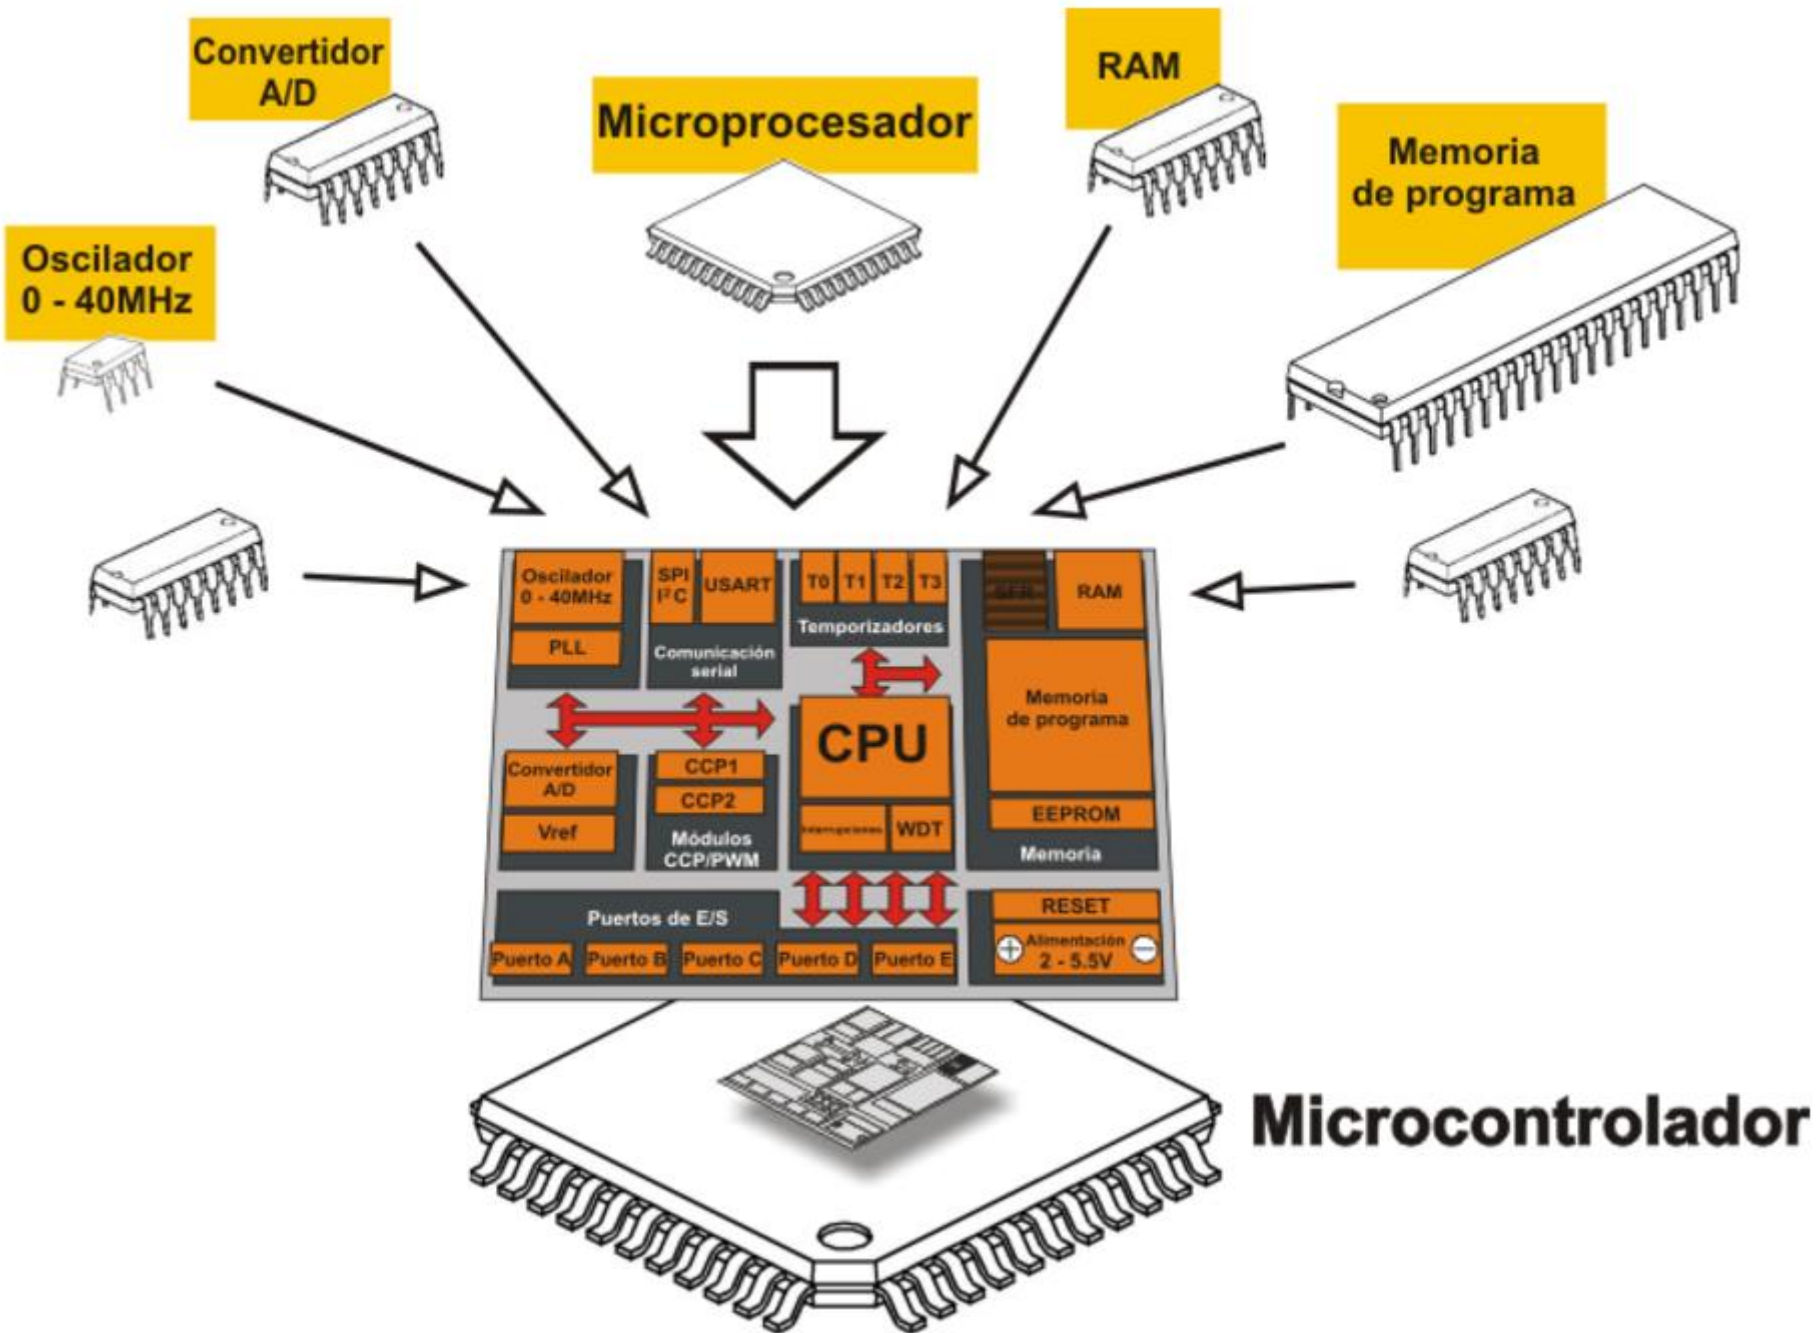 Convertidor
A/D
Microprocesador
RAM
Memoria
de programa
Oscilador
0 - 40MHz
Oscilador
0 - 40MHz
PLL
SPI
I²C
USART
Comunicación
serial
T0 T1 T2 T3
Temporizadores
SFR
RAM
Memoria
de programa
EEPROM
Memoria
CPU
Interrupciones
WDT
Convertidor
A/D
Vref
CCP1
CCP2
Módulos
CCP/PWM
Puertos de E/S
Puerto A Puerto B Puerto C Puerto D Puerto E
RESET
+ Alimentación −
2 - 5.5V
Microcontrolador